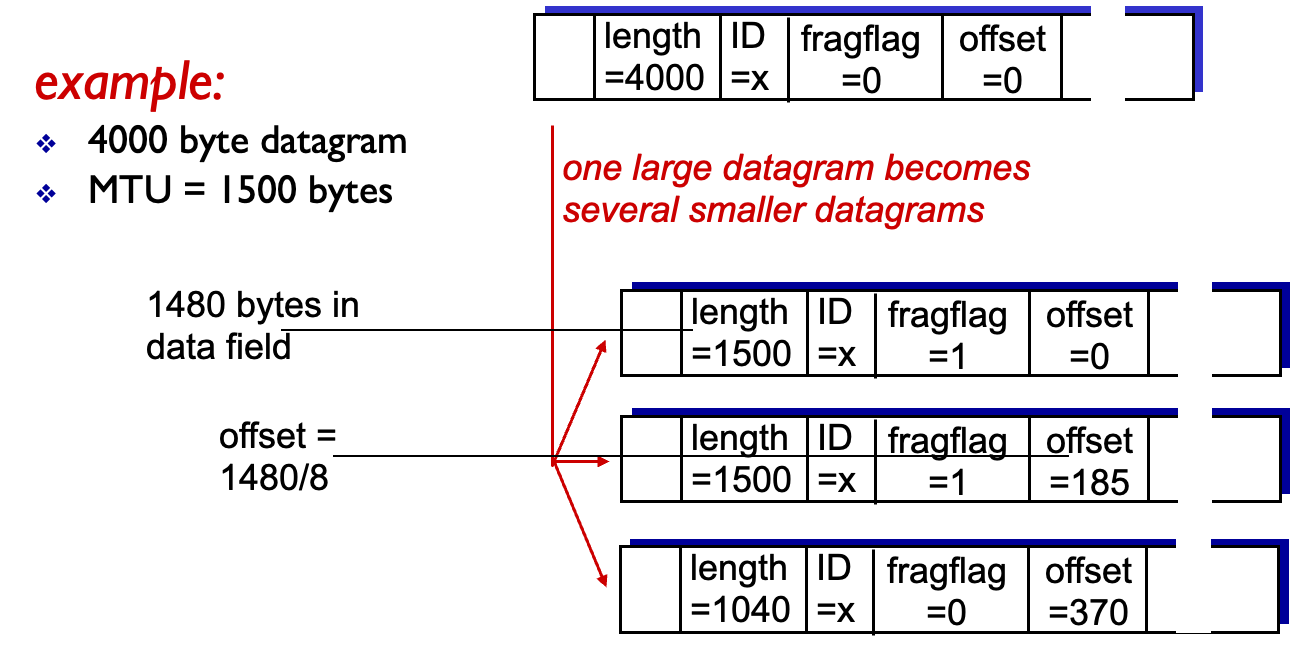 example:
4000 byte datagram
MTU = 1500 bytes
length ID fragflag offset
=4000 =x =0 =0
one large datagram becomes
several smaller datagrams
1480 bytes in
data field
length ID fragflag offset
=1500 =x =1 =0
offset =
1480/8
length ID fragflag offset
=1500 =x =1 =185
length ID fragflag offset
=1040 =x =0 =370